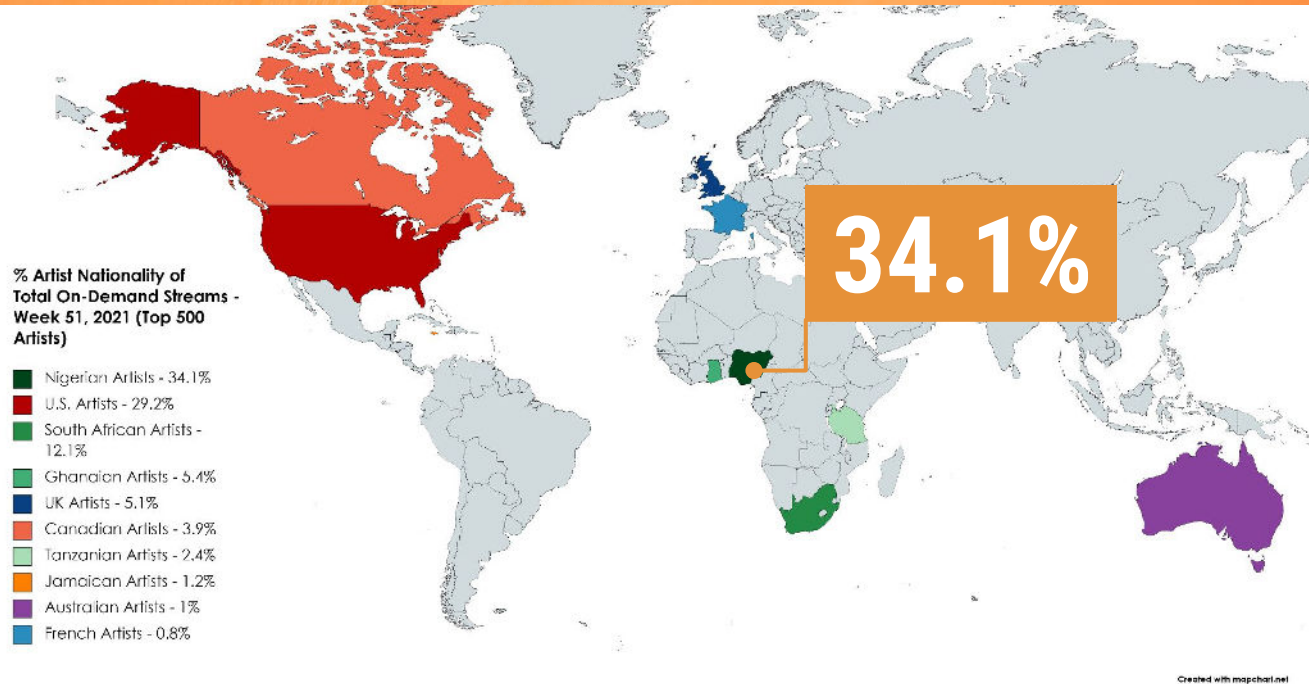 34.1%
% Artist Nationality of
Total On-Demand Streams -
Week 51, 2021 (Top 500
Artists)
Nigerian Artists - 34.1%
U.S. Artists - 29.2%
South African Artists -
12.1%
Ghanaian Artists - 5.4%
UK Artists - 5.1%
Canadian Artists - 3.9%
Tanzanian Artists - 2.4%
Jamaican Artists - 1.2%
Australian Artists - 1%
French Artists - 0.8%
Created with mapchart.net